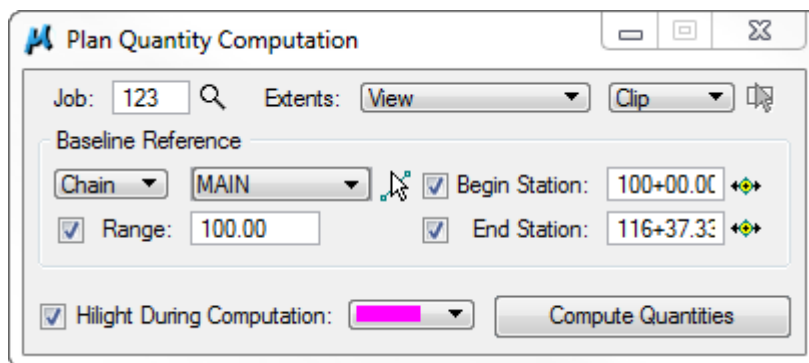 Plan Quantity Computation
Job: 123 Extents: View Clip
Baseline Reference
Chain MAIN Begin Station: 100+00.00
Range: 100.00 End Station: 116+37.33
Hilight During Computation: Compute Quantities